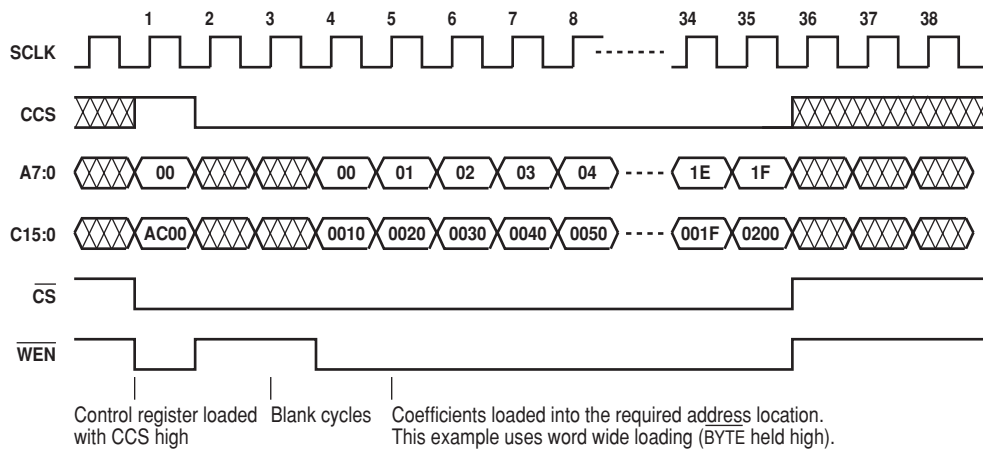 1 2 3 4 5 6 7 8 34 35 36 37 38
SCLK
CCS
A7:0 00 00 01 02 03 04 1E 1F
C15:0 AC00 0010 0020 0030 0040 0050 001F 0200
CS
WEN
Control register loaded
with CCS high
Blank cycles
Coefficients loaded into the required address location.
This example uses word wide loading (BYTE held high).